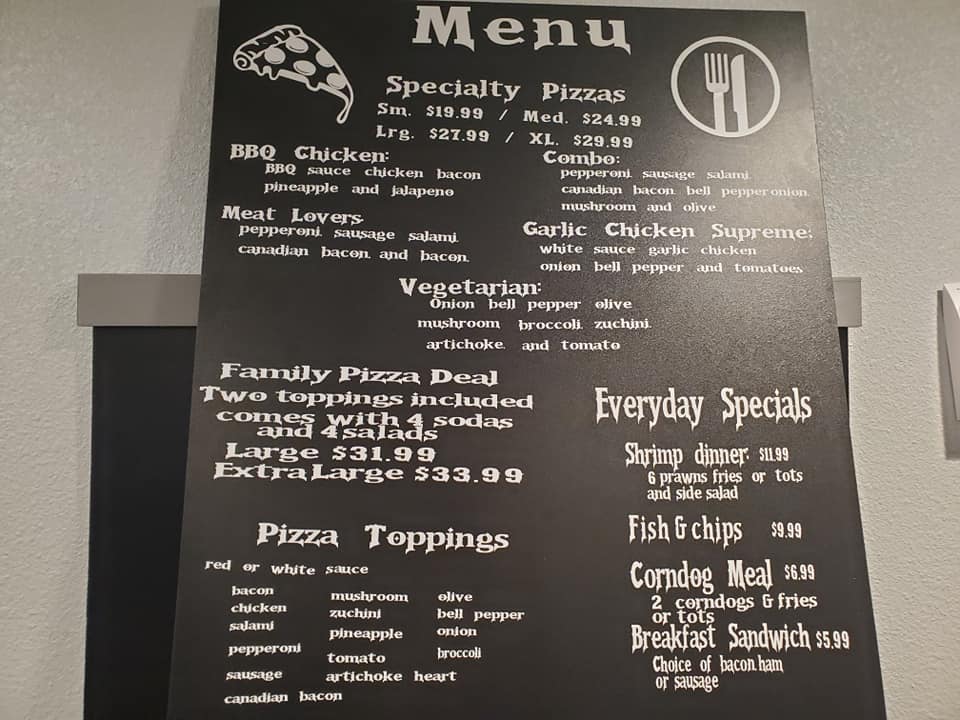 Menu
Specialty Pizzas
Sm. $19.99 / Med. $24.99
Lrg. $27.99 / XL. $29.99
BBQ Chicken:
BBQ sauce chicken bacon
pineapple and jalapeno
Combo:
pepperoni, sausage salami,
canadian bacon, bell pepper onion,
mushroom and olive
Meat Lovers
pepperoni, sausage salami,
canadian bacon, and bacon,
Garlic Chicken Supreme:
white sauce garlic chicken
onion bell pepper and tomatoes
Vegetarian:
Onion bell pepper olive
mushroom broccoli, zuchini,
artichoke, and tomato
Family Pizza Deal
Two toppings included
comes with 4 sodas
and 4 salads
Large $31.99
Extra Large $33.99
Pizza Toppings
red or white sauce
bacon
chicken
salami
pepperoni
sausage
canadian bacon
mushroom
zuchini
pineapple
tomato
artichoke heart
olive
bell pepper
onion
broccoli
Everyday Specials
Shrimp dinner: $11.99
6 prawns fries or tots
and side salad
Fish & chips $9.99
Corndog Meal $6.99
2 corndogs & fries
or tots
Breakfast Sandwich $5.99
Choice of bacon,ham
or sausage